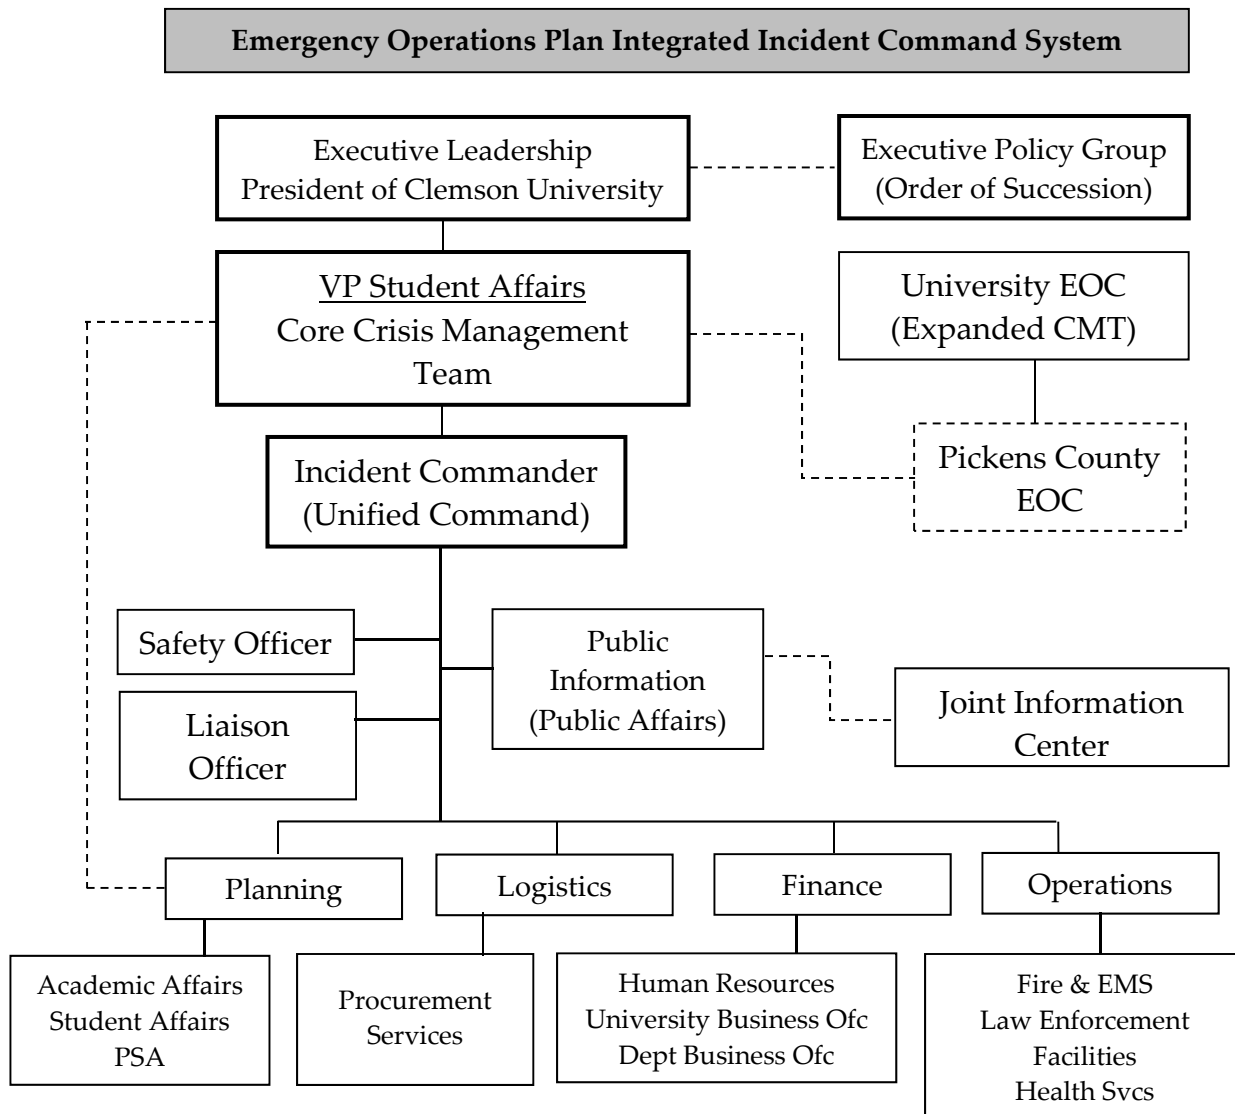 Emergency Operations Plan Integrated Incident Command System
Executive Leadership
President of Clemson University
Executive Policy Group
(Order of Succession)
VP Student Affairs
Core Crisis Management
Team
University EOC
(Expanded CMT)
Incident Commander
(Unified Command)
Pickens County
EOC
Safety Officer
Public
Information
(Public Affairs)
Liaison
Officer
Joint Information
Center
Planning
Logistics
Finance
Operations
Academic Affairs
Student Affairs
PSA
Procurement
Services
Human Resources
University Business Ofc
Dept Business Ofc
Fire & EMS
Law Enforcement
Facilities
Health Svcs